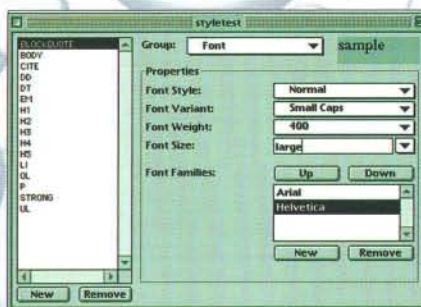 styletest
Group: Font sample
BLOCKQUOTE
BODY
CITE
DD
DT
EM
H1
H2
H3
H4
H5
LI
OL
P
STRONG
UL
New Remove
Properties
Font Style: Normal
Font Variant: Small Caps
Font Weight: 400
Font Size: large
Font Families: Up Down
Arial
Helvetica
New Remove